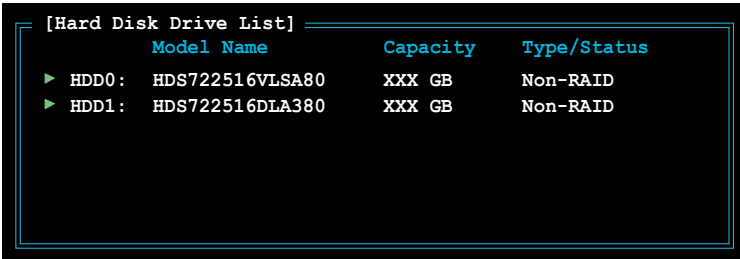 [Hard Disk Drive List]
Model Name Capacity Type/Status
HDD0: HDS722516VLSA80 XXX GB Non-RAID
HDD1: HDS722516DLA380 XXX GB Non-RAID